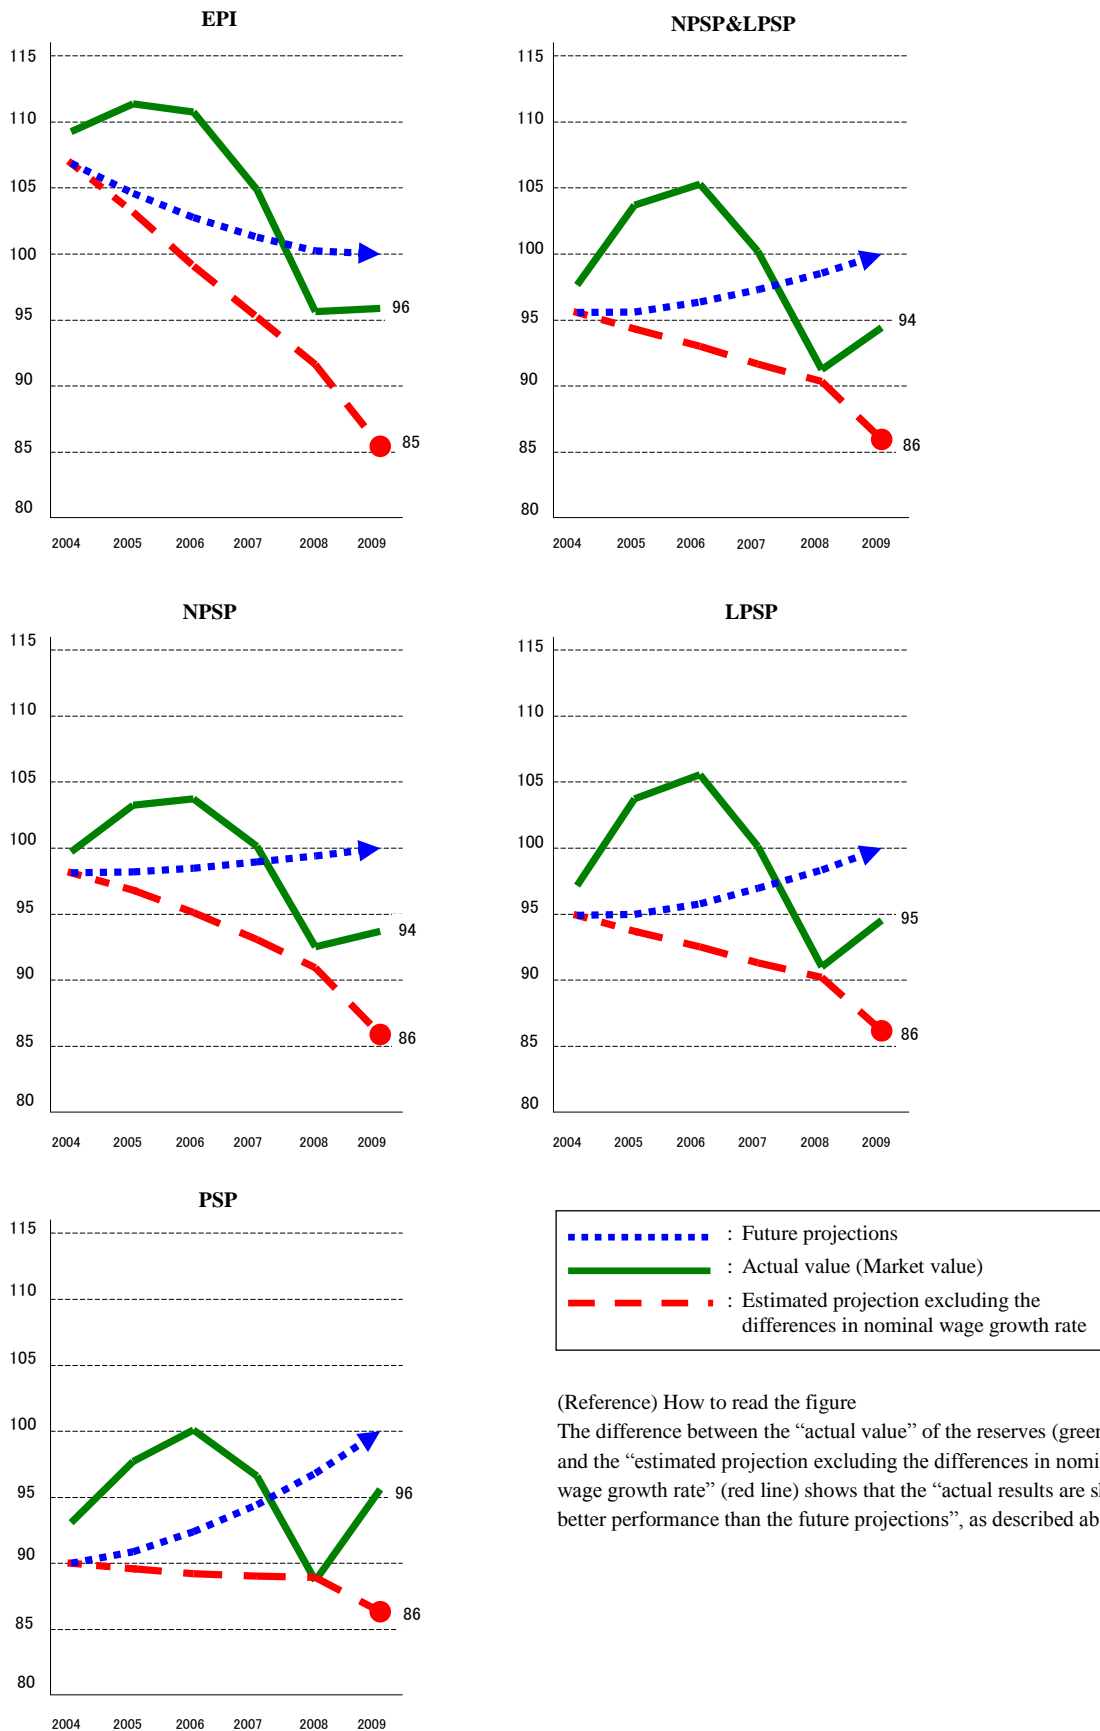 EPI
115
110
105
100
95
90
85
80
96
85
2004 2005 2006 2007 2008 2009
NPSP&LPSP
115
110
105
100
95
90
85
80
94
86
2004 2005 2006 2007 2008 2009
NPSP
115
110
105
100
95
90
85
80
94
86
2004 2005 2006 2007 2008 2009
LPSP
115
110
105
100
95
90
85
80
95
86
2004 2005 2006 2007 2008 2009
PSP
115
110
105
100
95
90
85
80
96
86
2004 2005 2006 2007 2008 2009
: Future projections
: Actual value (Market value)
: Estimated projection excluding the
differences in nominal wage growth rate
(Reference) How to read the figure
The difference between the “actual value” of the reserves (green
and the “estimated projection excluding the differences in nomi
wage growth rate” (red line) shows that the “actual results are s
better performance than the future projections”, as described ab